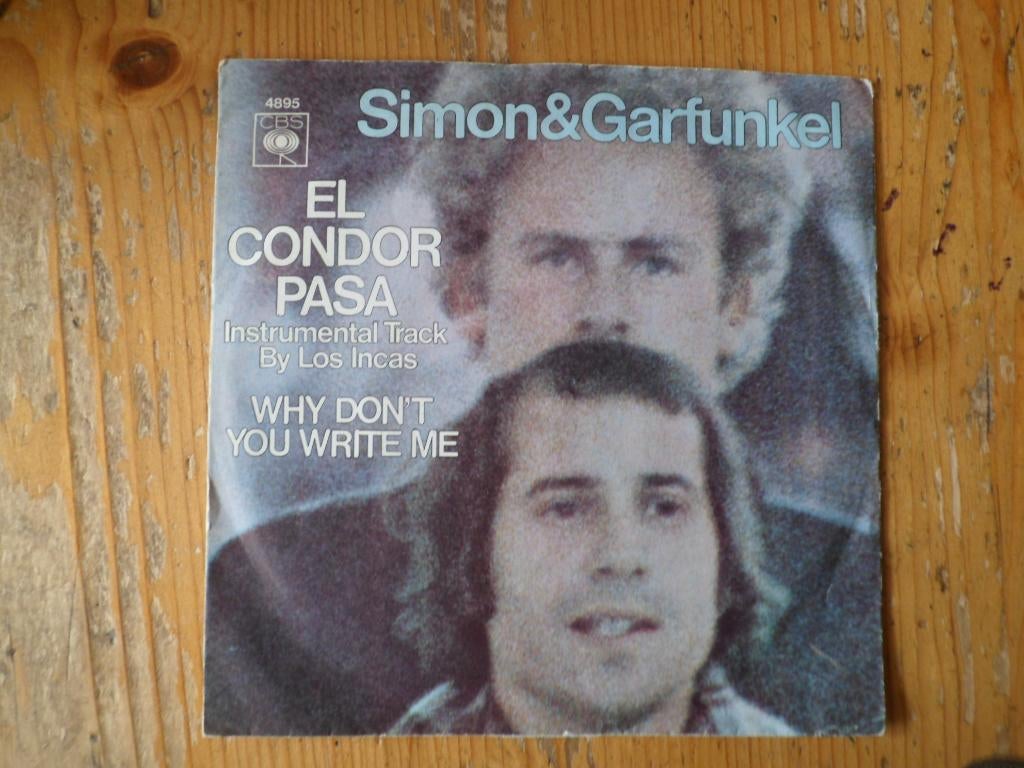 4895
CBS
Simon&Garfunkel
EL
CONDOR
PASA
Instrumental Track
By Los Incas
WHY DON'T
YOU WRITE ME